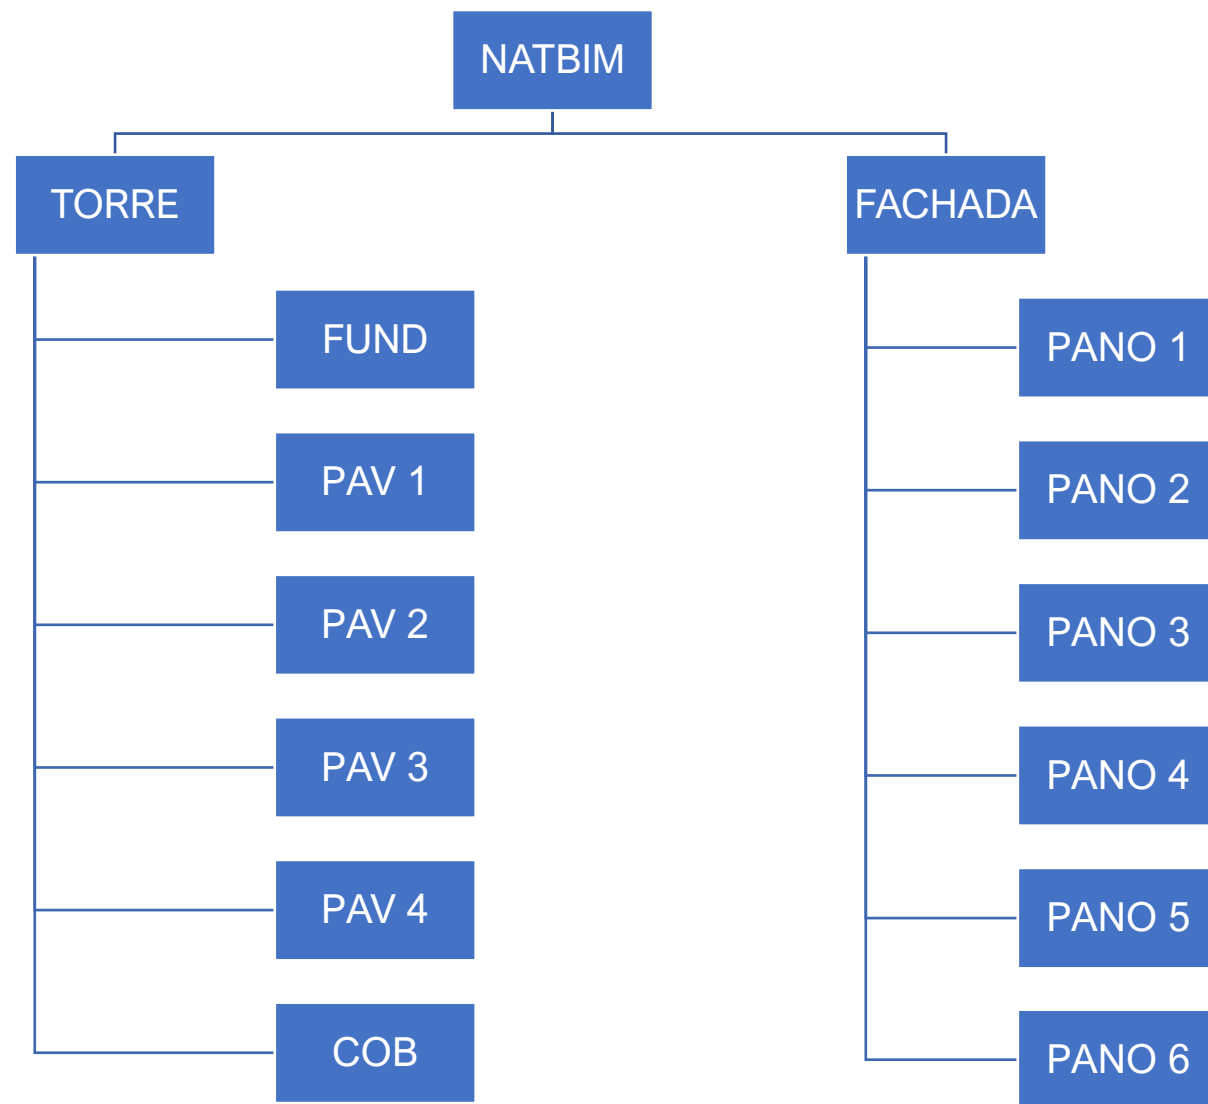 NATBIM
TORRE
FUND
PAV 1
PAV 2
PAV 3
PAV 4
COB
FACHADA
PANO 1
PANO 2
PANO 3
PANO 4
PANO 5
PANO 6